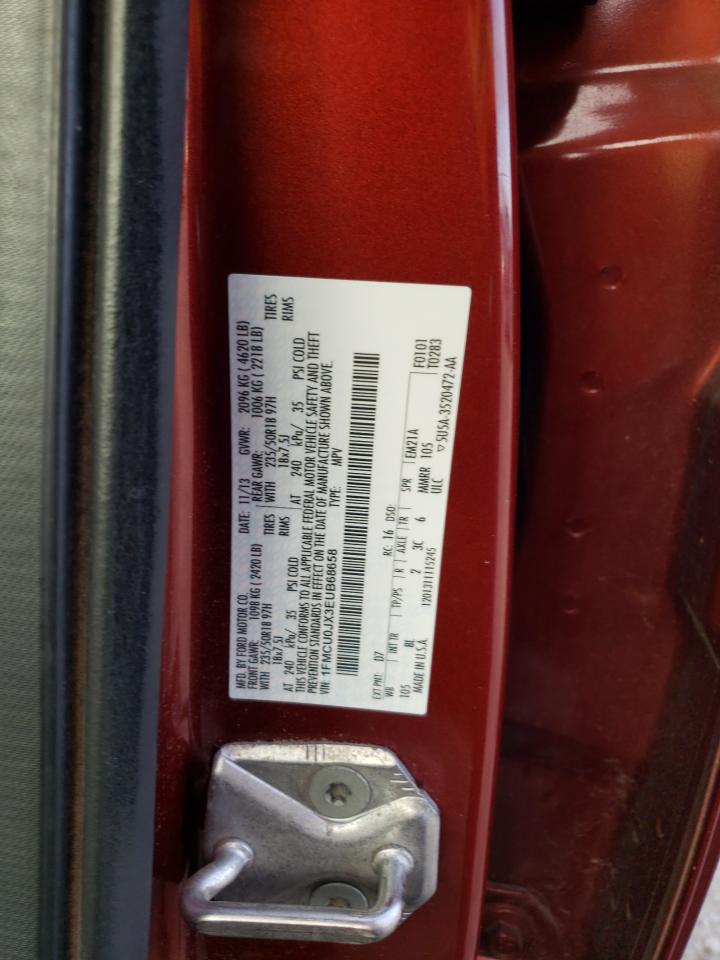 MFD. BY FORD MOTOR CO.
DATE: 11/13 GVWR: 2096 KG ( 4620 LB)
FRONT GAWR: 1098 KG ( 2420 LB)
REAR GAWR: 1006 KG ( 2218 LB)
WITH 235/50R18 97H TIRES
WITH 235/50R18 97H TIRES
18x7.5J RIMS
18x7.5J RIMS
AT 240 kPa/ 35 PSI COLD
AT 240 kPa/ 35 PSI COLD
THIS VEHICLE CONFORMS TO ALL APPLICABLE FEDERAL MOTOR VEHICLE SAFETY AND THEFT
PREVENTION STANDARDS IN EFFECT ON THE DATE OF MANUFACTURE SHOWN ABOVE.
VIN: 1FMCU0JX3EUB68658
TYPE: MPV
EXT PNT: D7 RC: 16 DSO: F0101
WB INT TR TP/PS R AXLE TR SPR EM21A T0283
105 BL 2 3C 6 MMRR 105
MADE IN U.S.A. 1201311115245 ULC 5U5A-3520472-AA